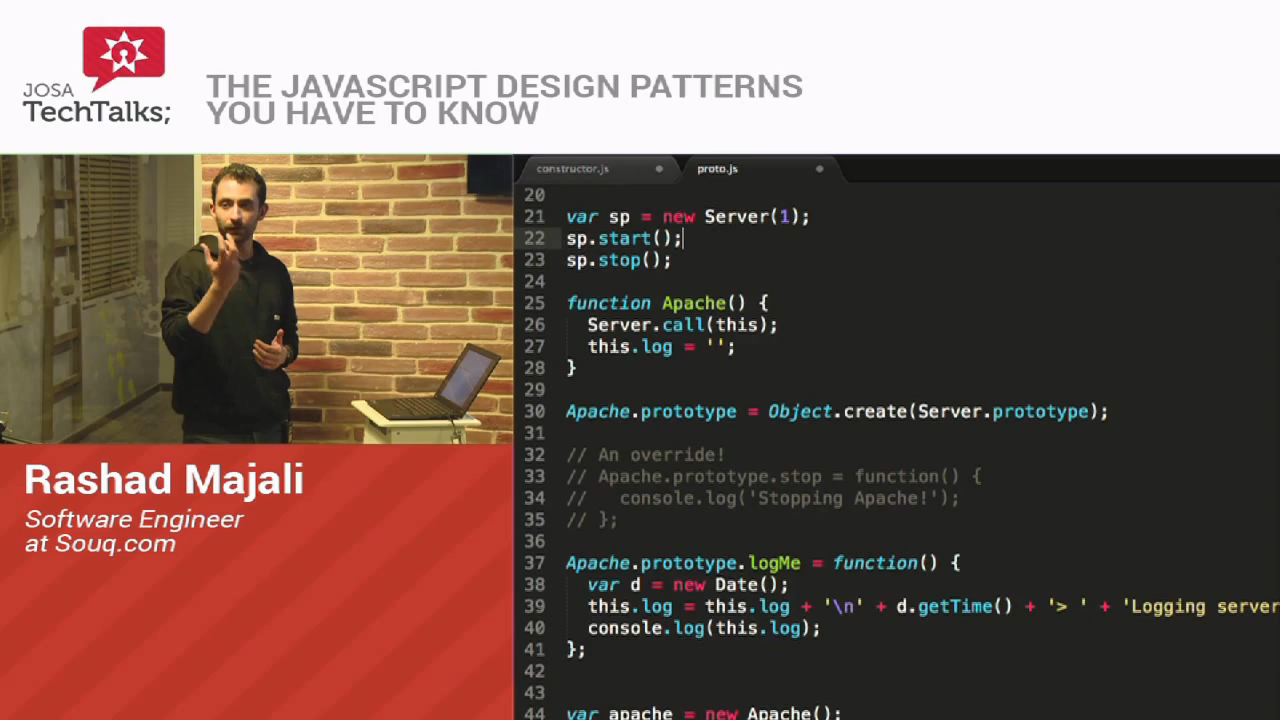 JOSA
TechTalks;
THE JAVASCRIPT DESIGN PATTERNS
YOU HAVE TO KNOW
Rashad Majali
Software Engineer
at Souq.com
constructor.js
proto.js
20
21 var sp = new Server(1);
22 sp.start();
23 sp.stop();
24
25 function Apache() {
26 Server.call(this);
27 this.log = '';
28 }
29
30 Apache.prototype = Object.create(Server.prototype);
31
32 // An override!
33 // Apache.prototype.stop = function() {
34 // console.log('Stopping Apache!');
35 // };
36
37 Apache.prototype.logMe = function() {
38 var d = new Date();
39 this.log = this.log + '\n' + d.getTime() + '> ' + 'Logging server
40 console.log(this.log);
41 };
42
43
44 var apache = new Apache();